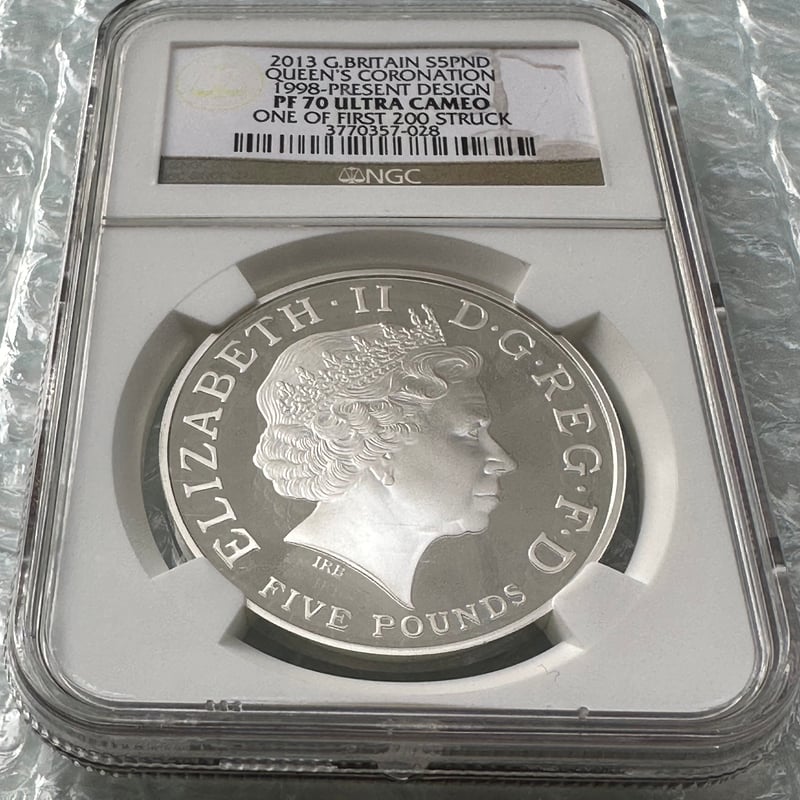 2013 G.BRITAIN S5PND
QUEEN'S CORONATION
1998-PRESENT DESIGN
PF 70 ULTRA CAMEO
ONE OF FIRST 200 STRUCK
3770357-028
NGC
ELIZABETH·II D·G·REG·F·D
IRB
FIVE POUNDS